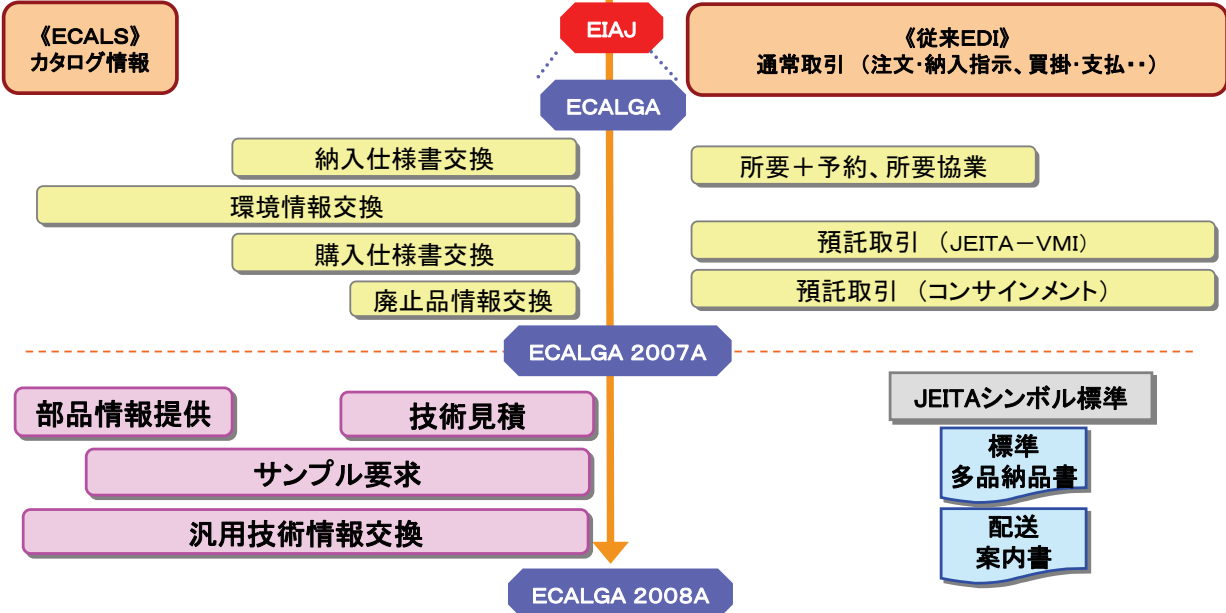 《ECALS》
カタログ情報
EIAJ
《従来EDI》
通常取引 （注文・納入指示、買掛・支払・・）
ECALGA
納入仕様書交換
所要＋予約、所要協業
環境情報交換
購入仕様書交換
預託取引 （JEITA－VMI）
廃止品情報交換
預託取引 （コンサインメント）
ECALGA 2007A
部品情報提供
技術見積
JEITAシンボル標準
サンプル要求
標準
多品納品書
汎用技術情報交換
配送
案内書
ECALGA 2008A